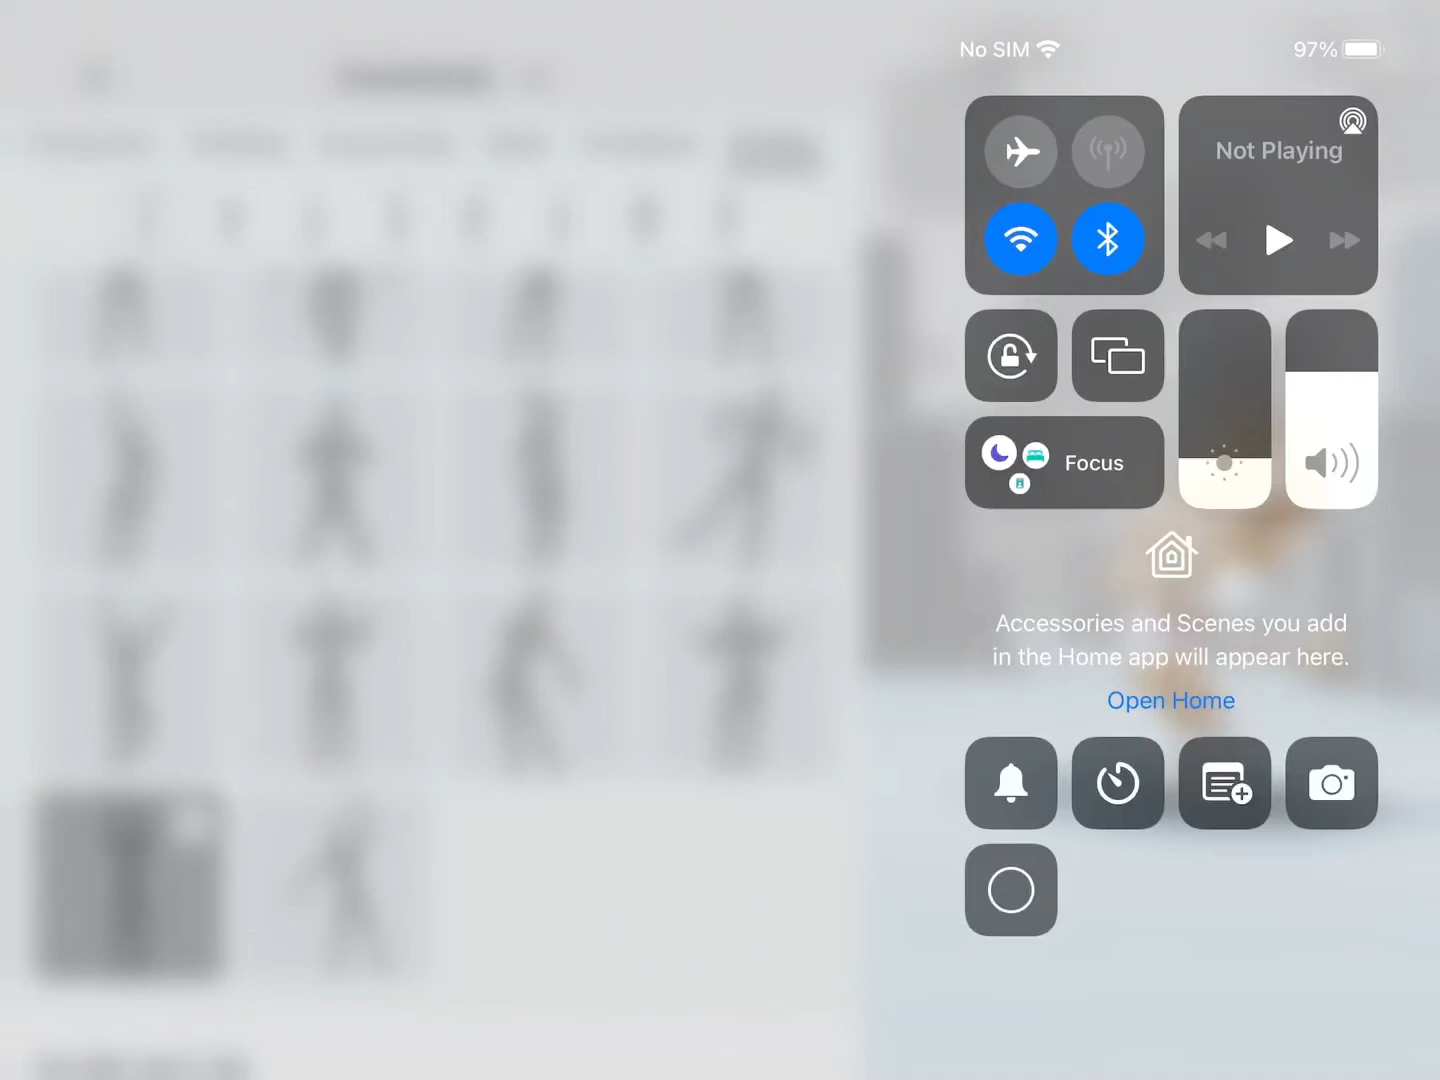 No SIM
97%
Not Playing
Focus
Accessories and Scenes you add
in the Home app will appear here.
Open Home